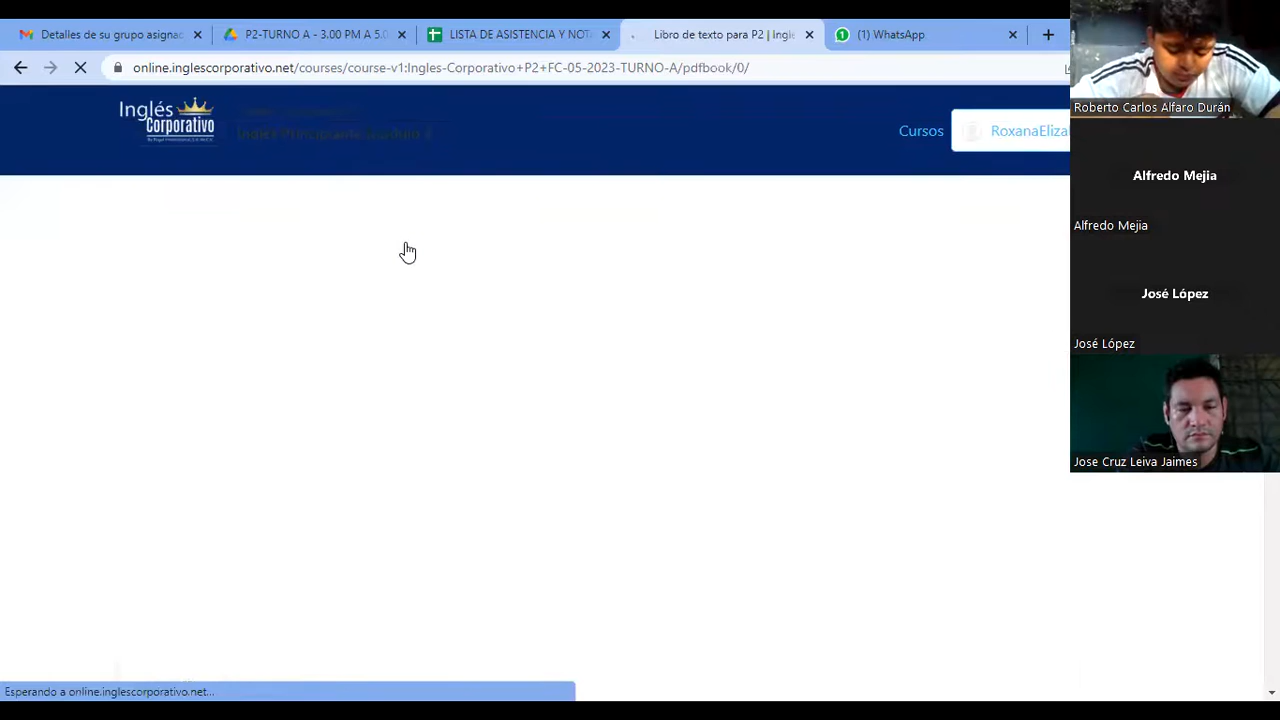 Detalles de su grupo asignac
P2-TURNO A - 3.00 PM A 5.0
LISTA DE ASISTENCIA Y NOTA
Libro de texto para P2 | Ingle
(1) WhatsApp
online.inglescorporativo.net/courses/course-v1:Ingles-Corporativo+P2+FC-05-2023-TURNO-A/pdfbook/0/
Inglés
Corporativo
Cursos
RoxanaEliza
Roberto Carlos Alfaro Durán
Alfredo Mejia
Alfredo Mejia
José López
José López
Jose Cruz Leiva Jaimes
Esperando a online.inglescorporativo.net...